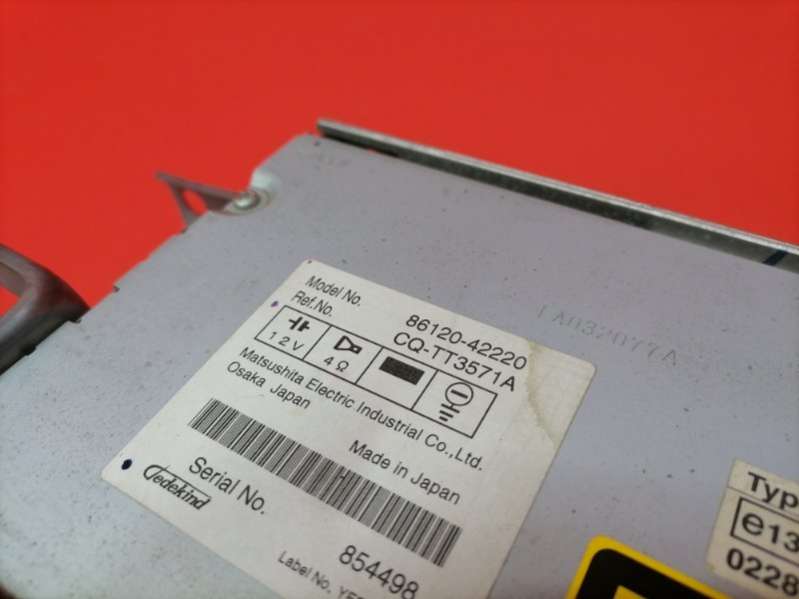 Model No. 86120-42220
Ref.No. CQ-TT3571A
12V 4Ω
Matsushita Electric Industrial Co.,Ltd.
Osaka Japan
Made in Japan
Serial No.
854498
Jedekind
Label No.
Typ
e13
0228